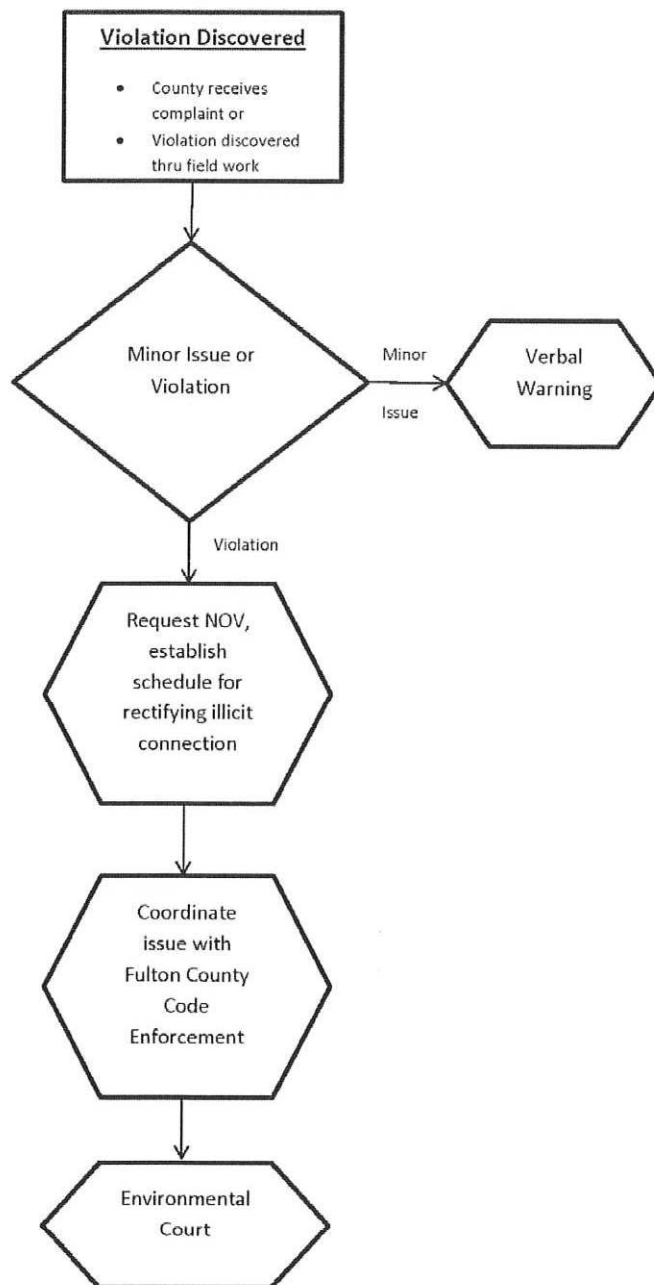 Violation Discovered
• County receives
complaint or
• Violation discovered
thru field work
Minor Issue or
Violation
Minor
Issue
Verbal
Warning
Violation
Request NOV,
establish
schedule for
rectifying illicit
connection
Coordinate
issue with
Fulton County
Code
Enforcement
Environmental
Court